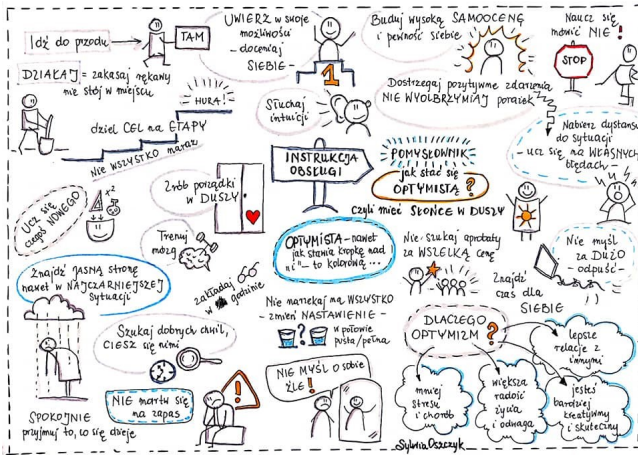 Idź do przodu
TAM
UWIERZ w swoje
możliwości
- doceniaj
SIEBIE -
1
Buduj wysoką SAMOOCENĘ
i pewność siebie
Naucz się
mówić NIE!
STOP
DZIAŁAJ = zakasaj rękawy
nie stój w miejscu
HURA!
dziel CEL na ETAPY
NIE WSZYSTKO naraz
Słuchaj
intuicji
Dostrzegaj pozytywne zdarzenia
NIE WYOLBRZYMIAJ porażek
Nabierz dystansu
do sytuacji
- ucz się na WŁASNYCH
błędach -
INSTRUKCJA
OBSŁUGI
POMYSŁOWNIK
jak stać się
OPTYMISTĄ?
czyli mieć SŁOŃCE W DUSZY
UCZ się
czegoś NOWEGO
x²
Zrób porządki
w DUSZY
Trenuj
mózg
OPTYMISTA - nawet
jak stawia kropkę nad
"i" - to kolorową...
Nie szukaj aprobaty
za WSZELKĄ CENĘ
Nie myśl
za DUŻO
- odpuść -
Znajdź JASNĄ STRONĘ
nawet w NAJCZARNIEJSZEJ
sytuacji
zakładaj
w godzinie
Nie narzekaj na WSZYSTKO
- zmień NASTAWIENIE -
? w połowie
pusta/pełna
Znajdź
czas dla
SIEBIE
Szukaj dobrych chwil,
CIESZ się nimi
DLACZEGO
OPTYMIZM?
lepsze
relacje z
innymi
NIE martw się
na zapas
!
NIE MYŚL o sobie
ŹLE!
mniej
stresu
i chorób
większa
radość
życia
i odwaga
jesteś
bardziej
kreatywny
i skuteczny
SPOKOJNIE
przyjmuj to, co się dzieje
Sylwia Oszczyk